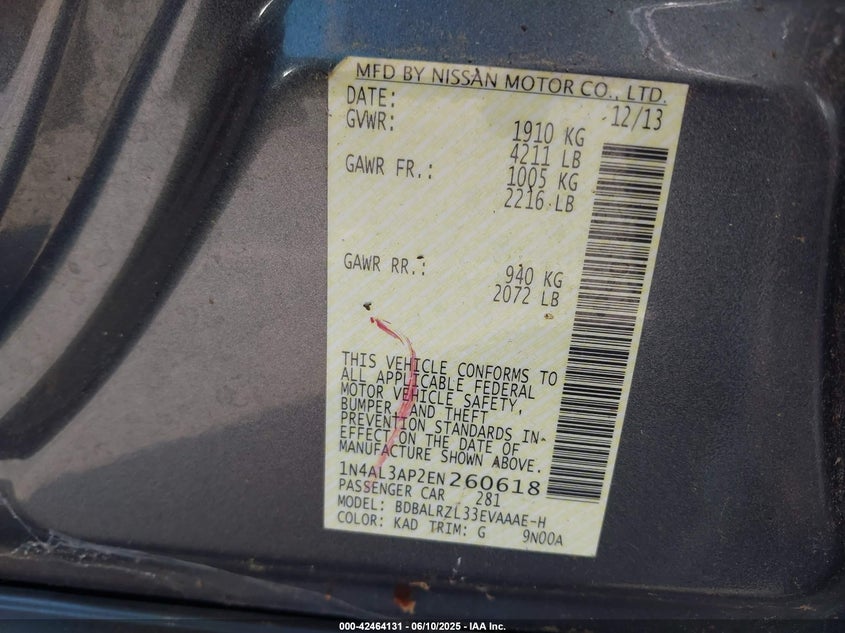 MFD BY NISSAN MOTOR CO., LTD.
DATE: 12/13
GVWR: 1910 KG
4211 LB
GAWR FR.: 1005 KG
2216 LB
GAWR RR.: 940 KG
2072 LB
THIS VEHICLE CONFORMS TO
ALL APPLICABLE FEDERAL
MOTOR VEHICLE SAFETY,
BUMPER, AND THEFT
PREVENTION STANDARDS IN-
EFFECT ON THE DATE OF
MANUFACTURE SHOWN ABOVE.
1N4AL3AP2EN260618
PASSENGER CAR 281
MODEL: BDBALRZL33EVAAAE-H
COLOR: KAD TRIM: G 9N00A
000-42464131 - 06/10/2025 - IAA Inc.